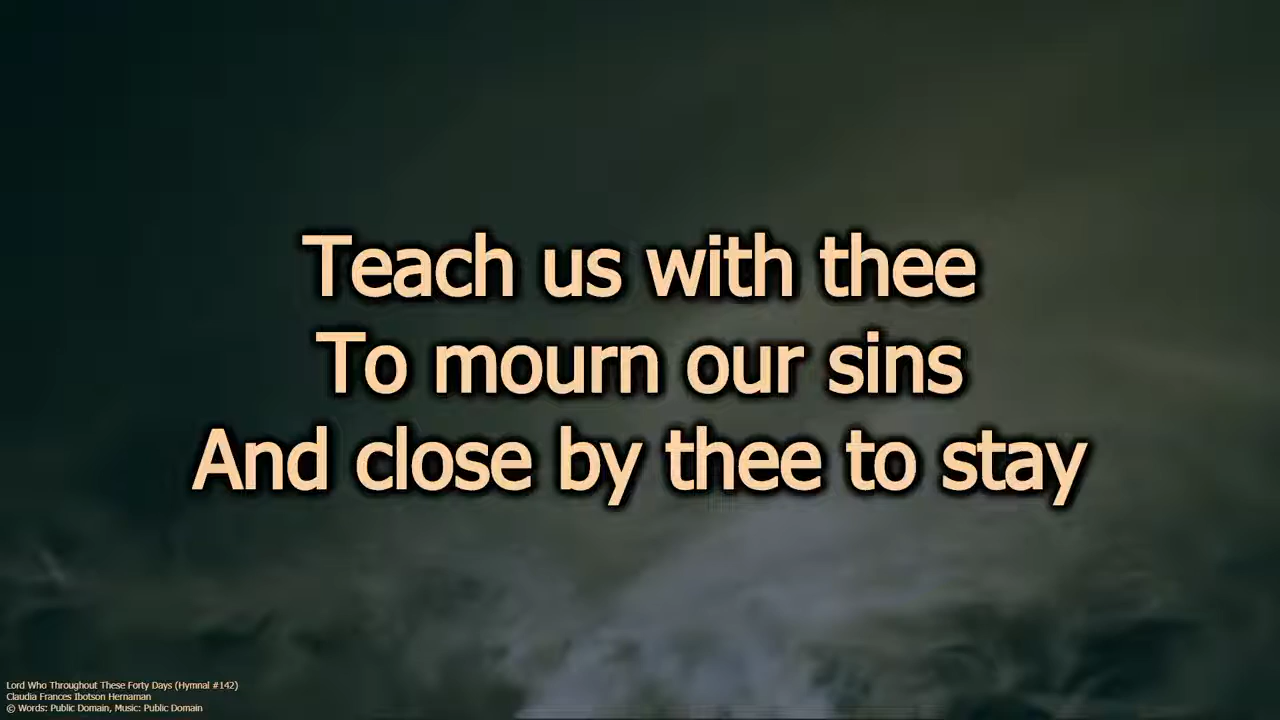 Teach us with thee
To mourn our sins
And close by thee to stay
Lord Who Throughout These Forty Days (Hymnal #142)
Claudia Frances Ibotson Hernaman
© Words: Public Domain, Music: Public Domain